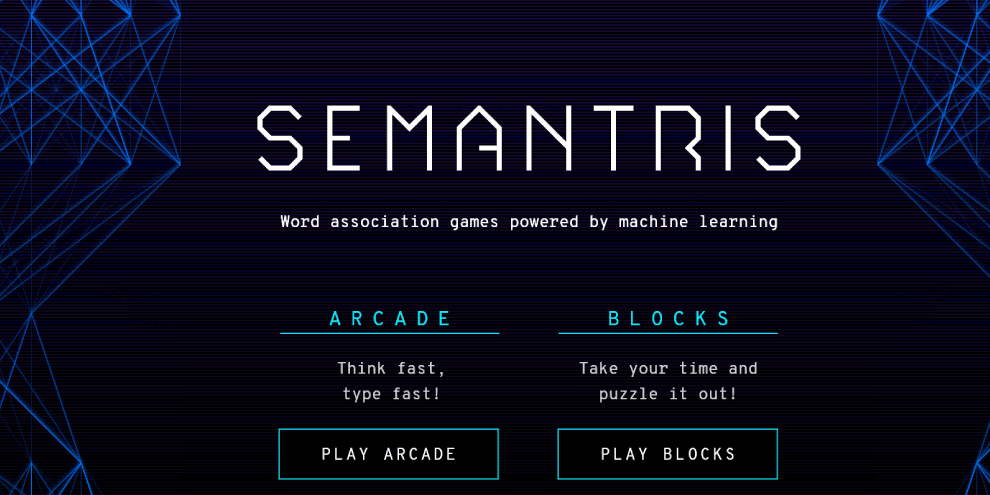 SEMANTRIS
Word association games powered by machine learning
ARCADE
Think fast,
type fast!
PLAY ARCADE
BLOCKS
Take your time and
puzzle it out!
PLAY BLOCKS